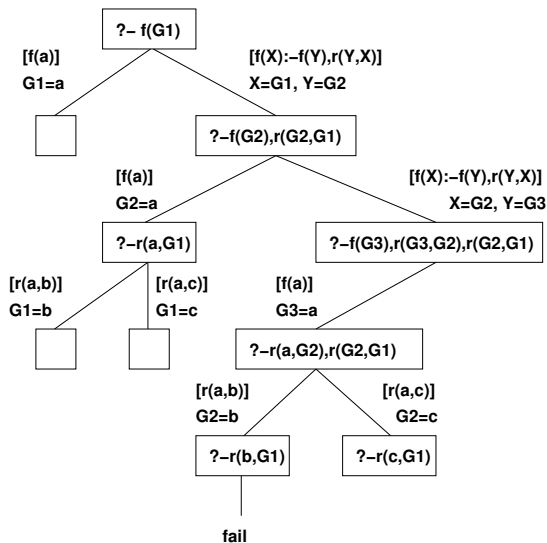 ?– f(G1)
[f(a)]
G1=a
[f(X):–f(Y),r(Y,X)]
X=G1, Y=G2
?–f(G2),r(G2,G1)
[f(a)]
G2=a
[f(X):–f(Y),r(Y,X)]
X=G2, Y=G3
?–r(a,G1)
?–f(G3),r(G3,G2),r(G2,G1)
[r(a,b)]
G1=b
[r(a,c)]
G1=c
[f(a)]
G3=a
?–r(a,G2),r(G2,G1)
[r(a,b)]
G2=b
[r(a,c)]
G2=c
?–r(b,G1)
?–r(c,G1)
fail